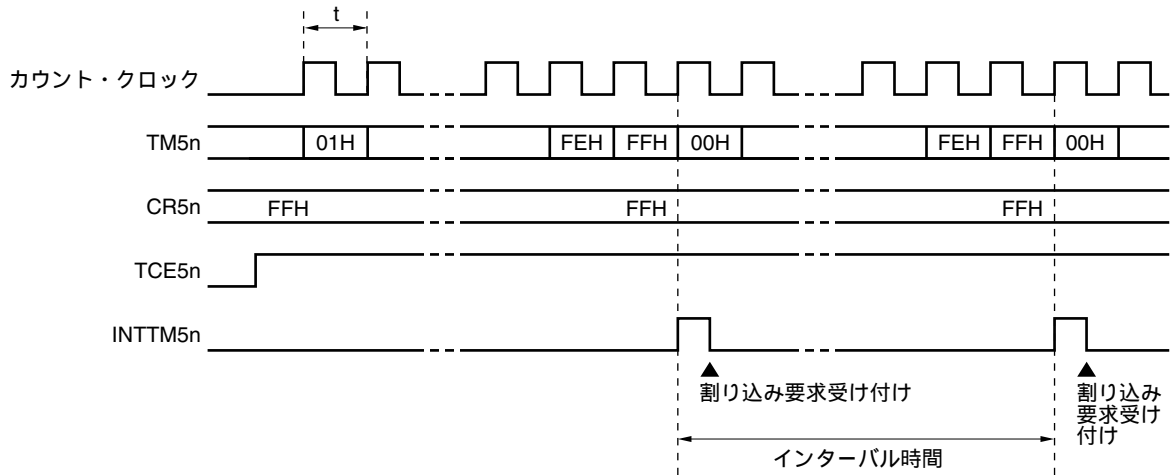 t
カウント・クロック
TM5n
01H
FEH
FFH
00H
FEH
FFH
00H
CR5n
FFH
FFH
FFH
TCE5n
INTTM5n
割り込み要求受け付け
割り込み
要求受け
付け
インターバル時間